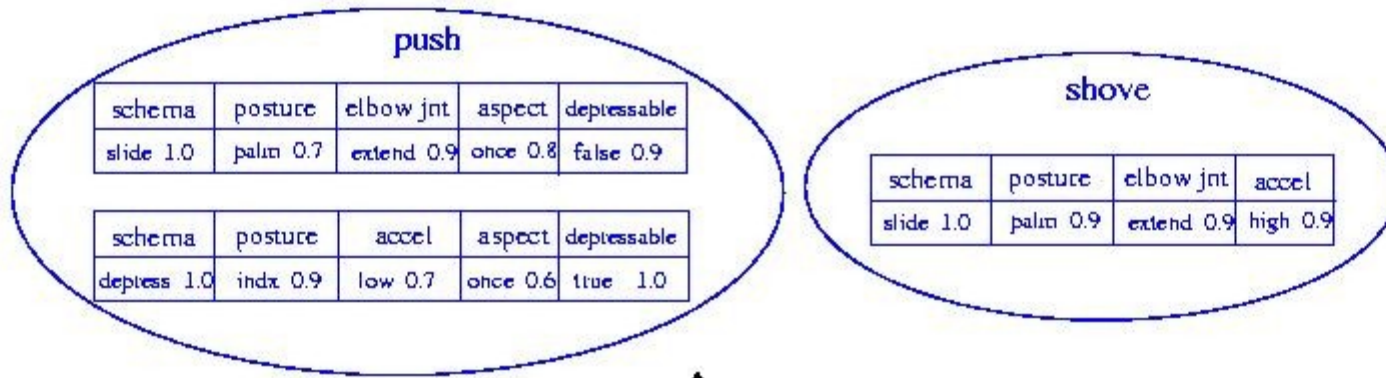 push
schema posture elbow jnt aspect depressable
slide 1.0 palm 0.7 extend 0.9 once 0.8 false 0.9
schema posture accel aspect depressable
depress 1.0 indx 0.9 low 0.7 once 0.6 true 1.0
shove
schema posture elbow jnt accel
slide 1.0 palm 0.9 extend 0.9 high 0.9